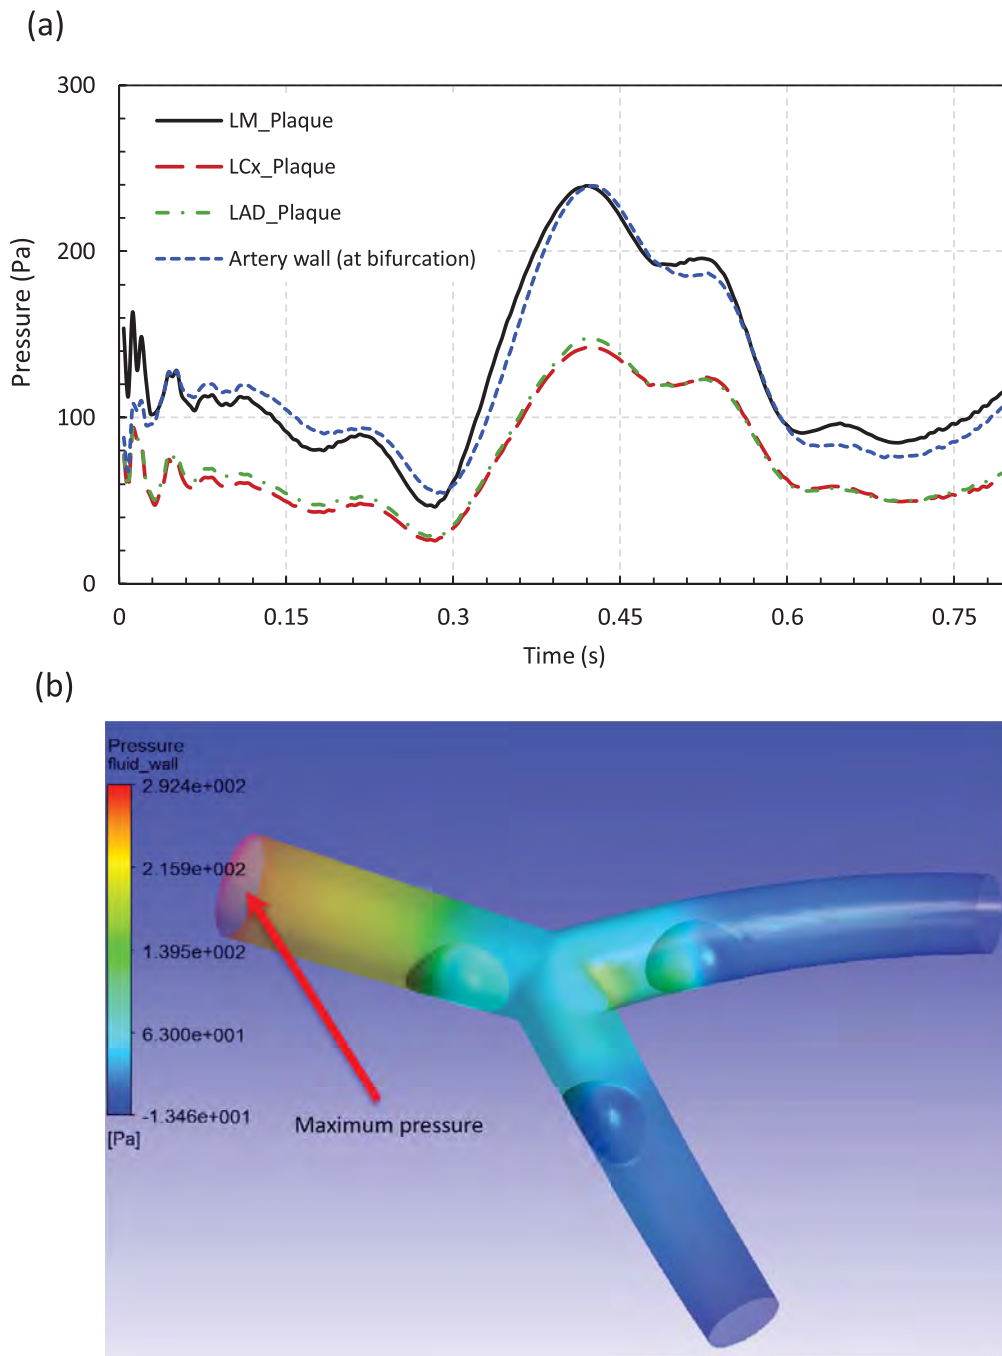 (a)
300
LM_Plaque
LCx_Plaque
LAD_Plaque
Artery wall (at bifurcation)
200
100
0
Pressure (Pa)
0 0.15 0.3 0.45 0.6 0.75
Time (s)
(b)
Pressure
fluid_wall
2.924e+002
2.159e+002
1.395e+002
6.300e+001
-1.346e+001
[Pa]
Maximum pressure